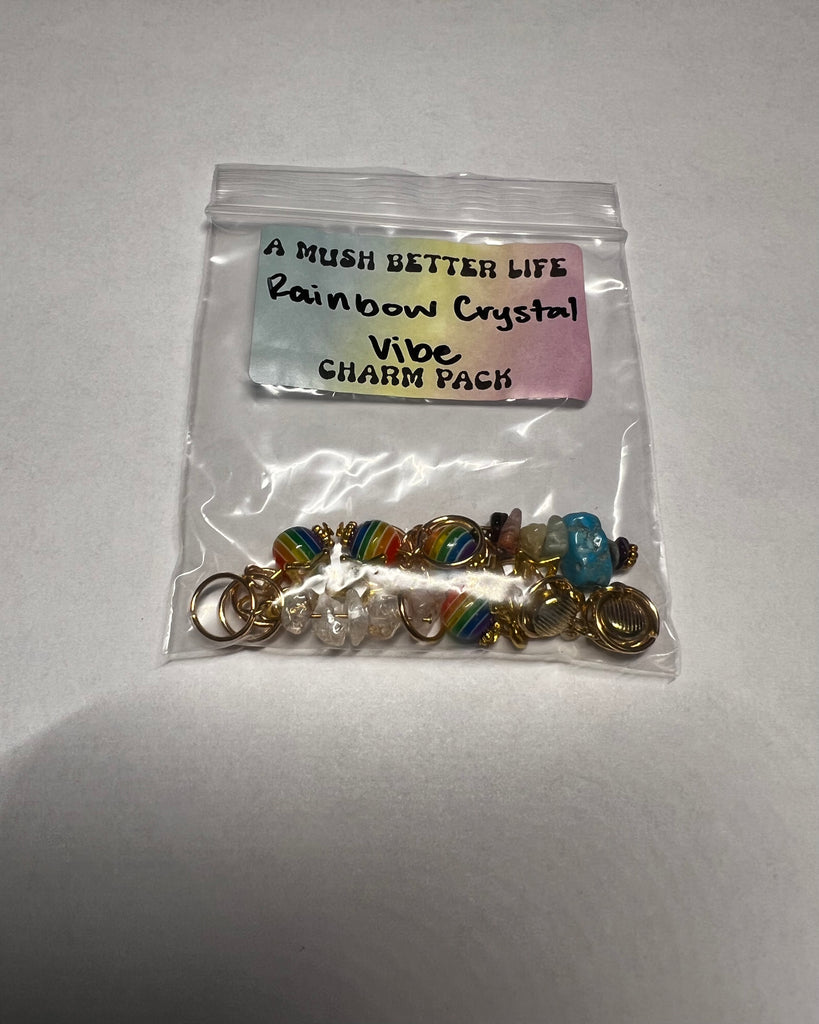 A MUSH BETTER LIFE
Rainbow Crystal
Vibe
CHARM PACK